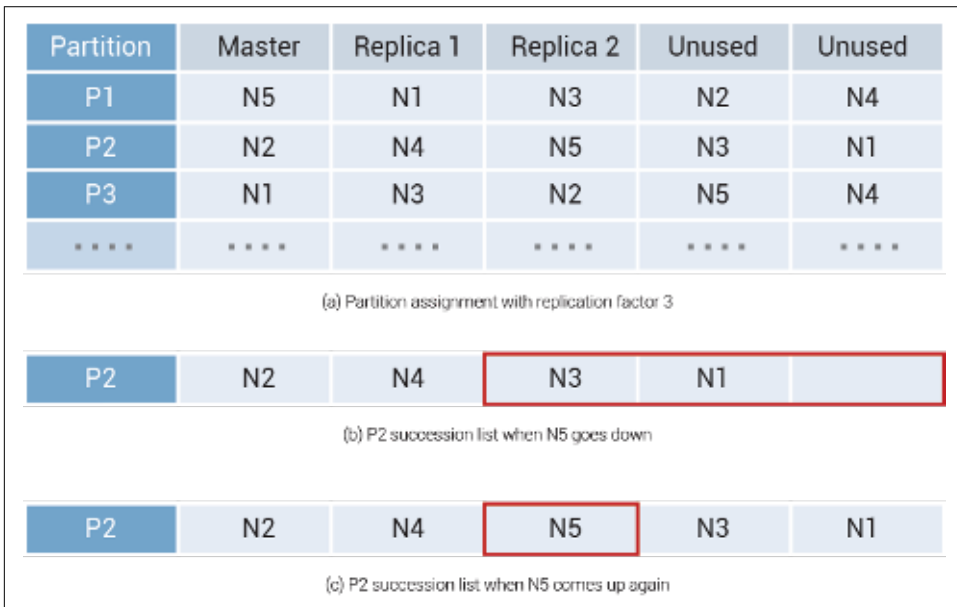 Partition Master Replica 1 Replica 2 Unused Unused
P1 N5 N1 N3 N2 N4
P2 N2 N4 N5 N3 N1
P3 N1 N3 N2 N5 N4
.... .... .... .... .... ....
(a) Partition assignment with replication factor 3
P2 N2 N4 N3 N1
(b) P2 succession list when N5 goes down
P2 N2 N4 N5 N3 N1
(c) P2 succession list when N5 comes up again